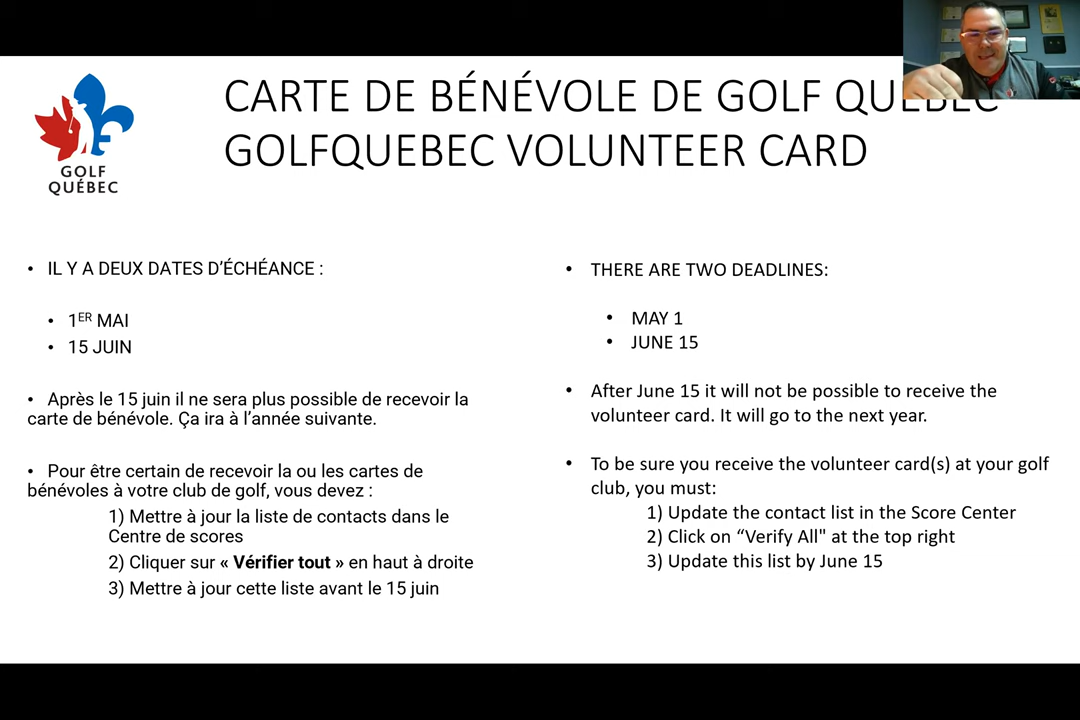 CARTE DE BÉNÉVOLE DE GOLF QUÉBEC
GOLFQUEBEC VOLUNTEER CARD
GOLF
QUÉBEC
• IL Y A DEUX DATES D’ÉCHÉANCE :
• 1ER MAI
• 15 JUIN
• Après le 15 juin il ne sera plus possible de recevoir la
carte de bénévole. Ça ira à l’année suivante.
• Pour être certain de recevoir la ou les cartes de
bénévoles à votre club de golf, vous devez :
1) Mettre à jour la liste de contacts dans le
Centre de scores
2) Cliquer sur « Vérifier tout » en haut à droite
3) Mettre à jour cette liste avant le 15 juin
• THERE ARE TWO DEADLINES:
• MAY 1
• JUNE 15
• After June 15 it will not be possible to receive the
volunteer card. It will go to the next year.
• To be sure you receive the volunteer card(s) at your golf
club, you must:
1) Update the contact list in the Score Center
2) Click on “Verify All" at the top right
3) Update this list by June 15